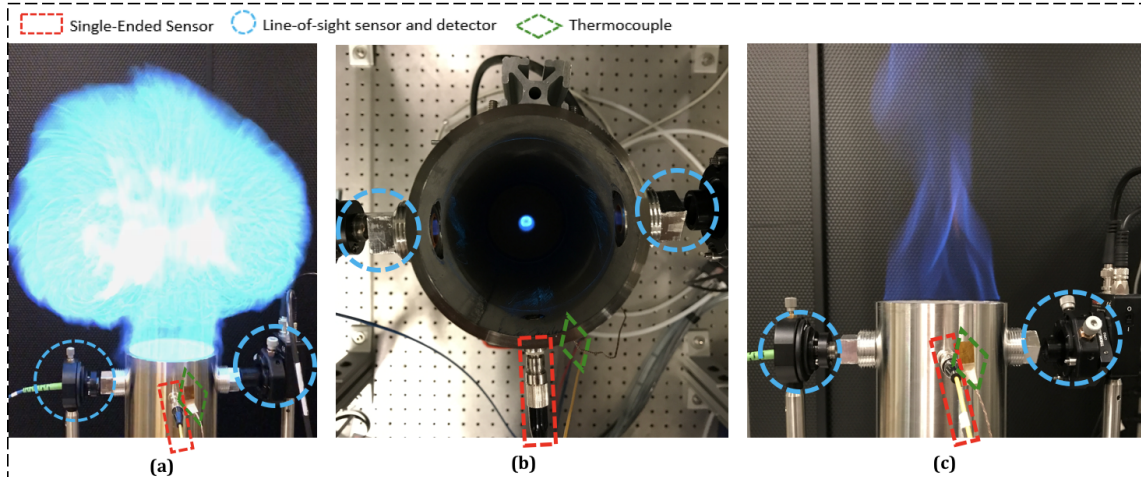 Single-Ended Sensor Line-of-sight sensor and detector Thermocouple
(a) (b) (c)